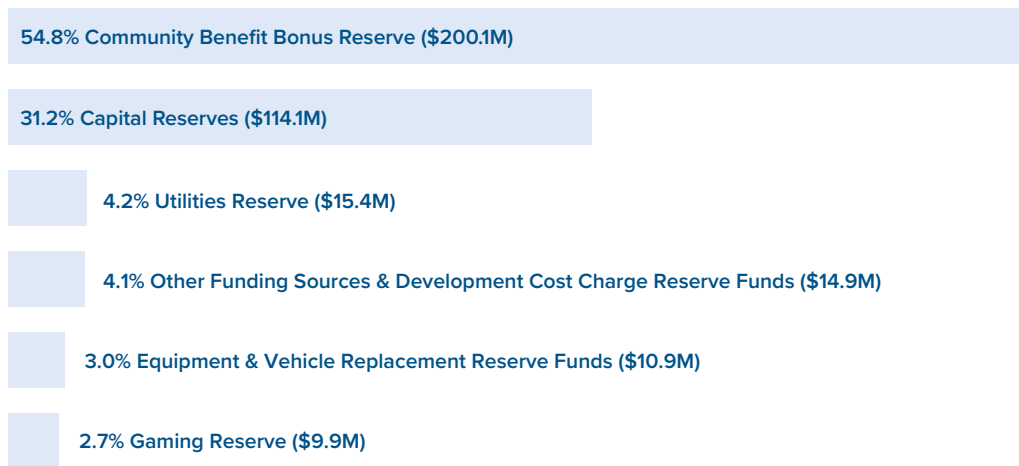 54.8% Community Benefit Bonus Reserve ($200.1M)
31.2% Capital Reserves ($114.1M)
4.2% Utilities Reserve ($15.4M)
4.1% Other Funding Sources & Development Cost Charge Reserve Funds ($14.9M)
3.0% Equipment & Vehicle Replacement Reserve Funds ($10.9M)
2.7% Gaming Reserve ($9.9M)